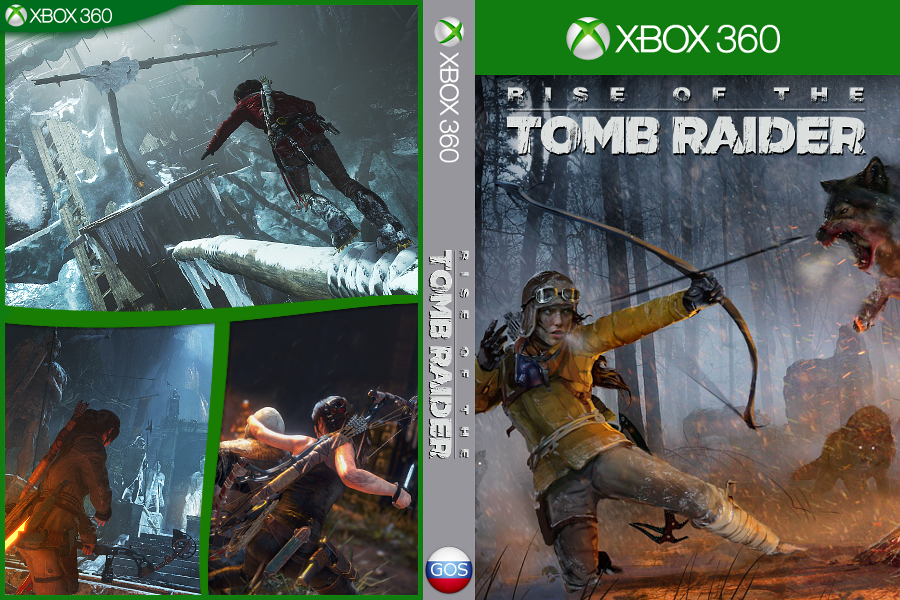 XBOX 360
XBOX 360
RISE OF THE
TOMB RAIDER
GOS
XBOX 360
RISE OF THE
TOMB RAIDER